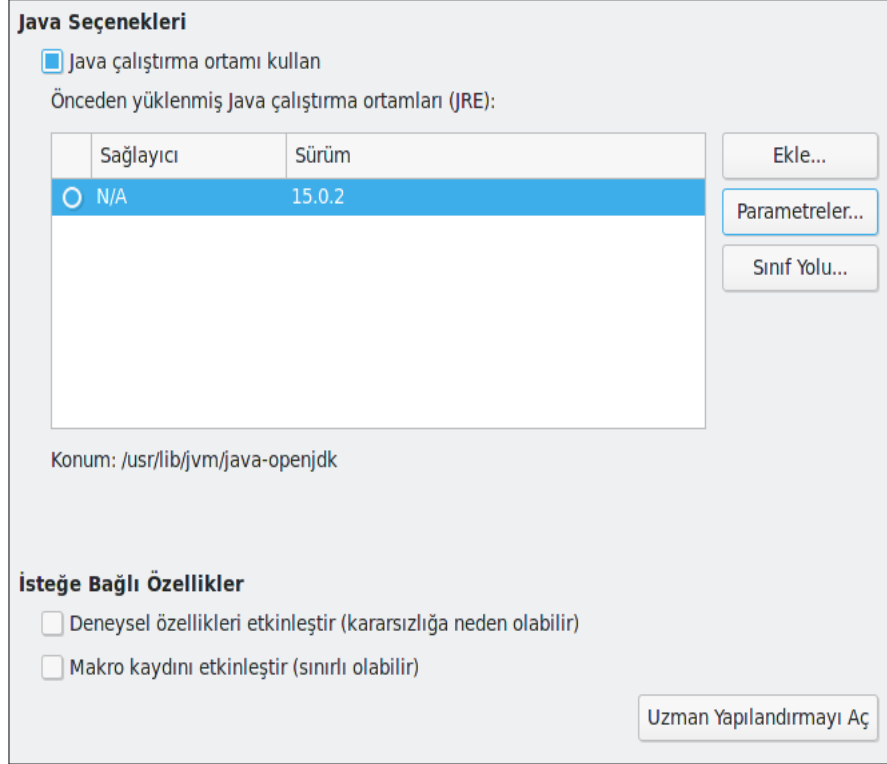 Java Seçenekleri
Java çalıştırma ortamı kullan
Önceden yüklenmiş Java çalıştırma ortamları (JRE):
Sağlayıcı Sürüm
N/A 15.0.2
Ekle...
Parametreler...
Sınıf Yolu...
Konum: /usr/lib/jvm/java-openjdk
İsteğe Bağlı Özellikler
Deneysel özellikleri etkinleştir (kararsızlığa neden olabilir)
Makro kaydını etkinleştir (sınırlı olabilir)
Uzman Yapılandırmayı Aç